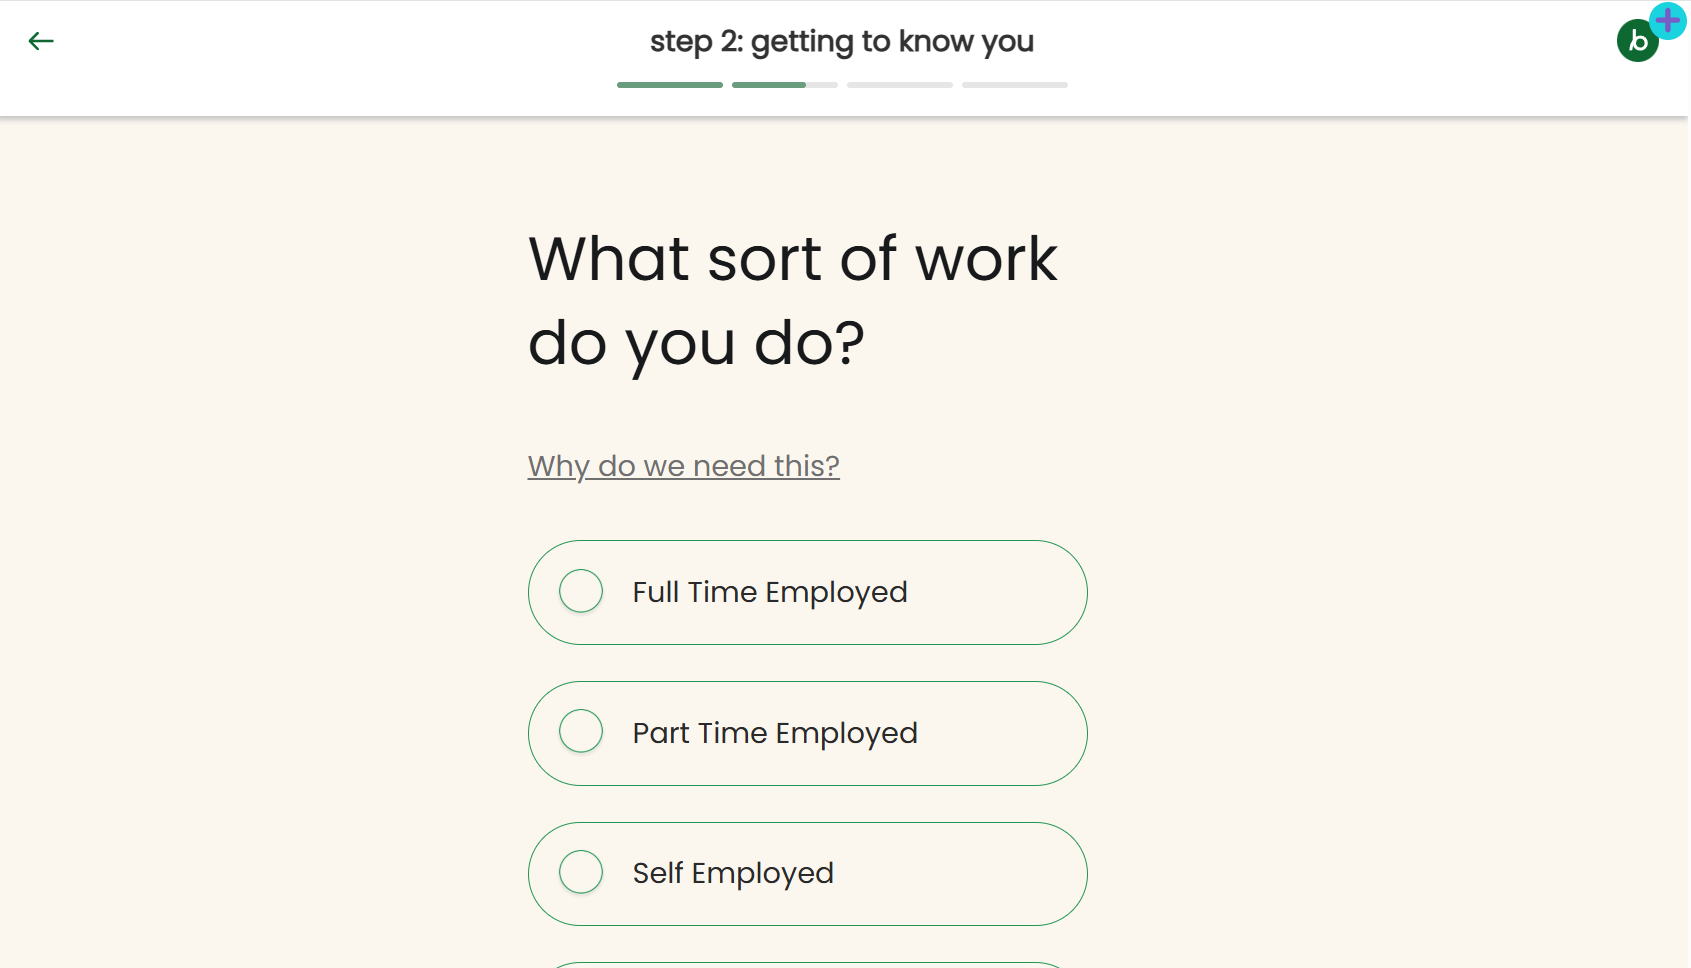 step 2: getting to know you
b
What sort of work
do you do?
Why do we need this?
Full Time Employed
Part Time Employed
Self Employed